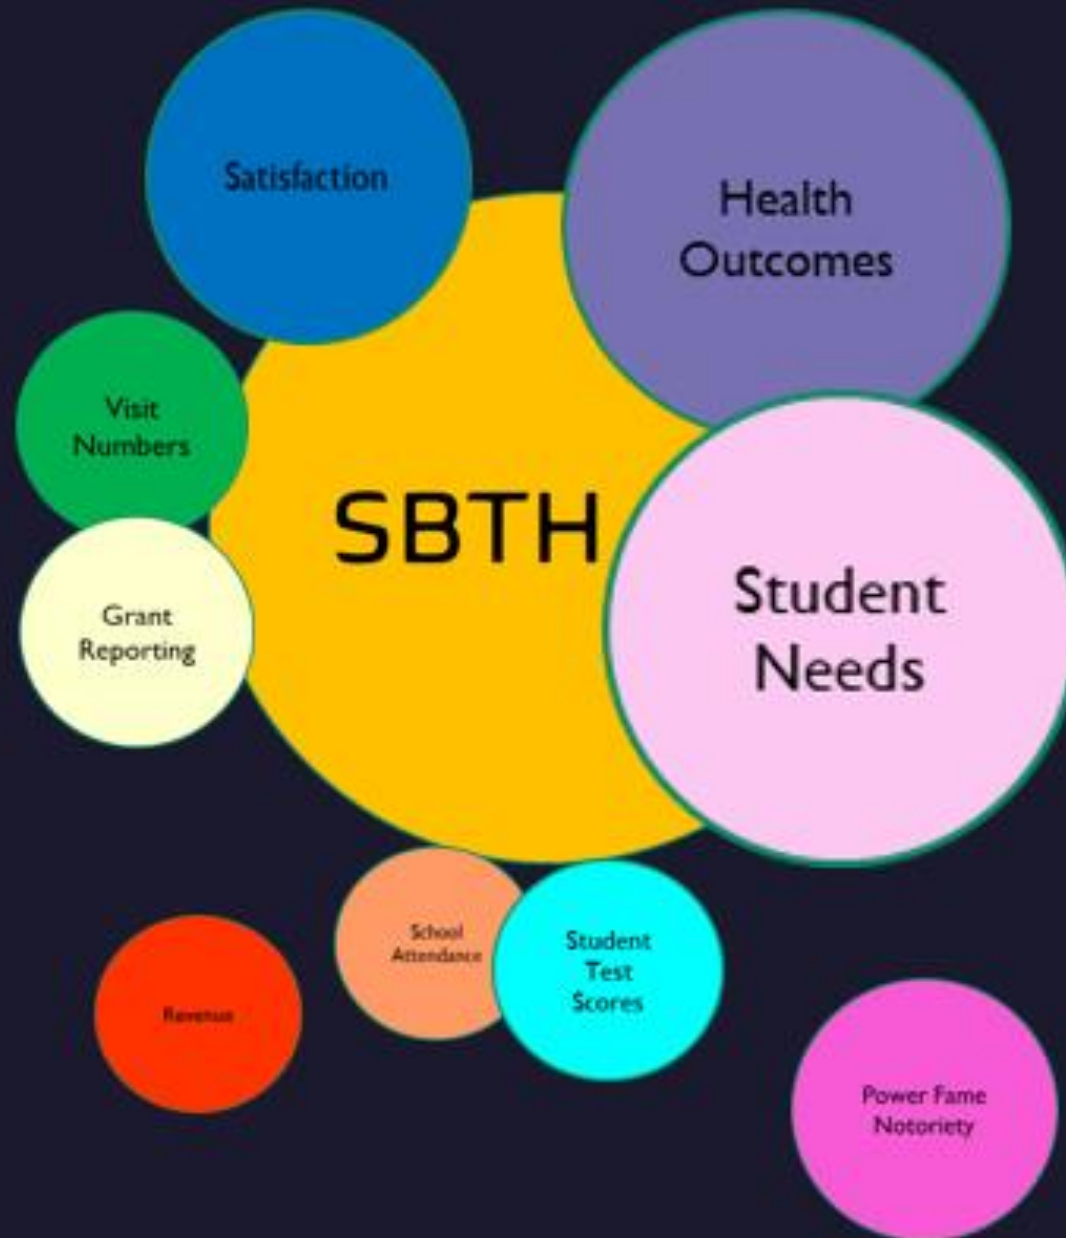 Satisfaction
Health
Outcomes
Visit
Numbers
SBTH
Grant
Reporting
Student
Needs
School
Attendance
Student
Test
Scores
Revenue
Power Fame
Notoriety